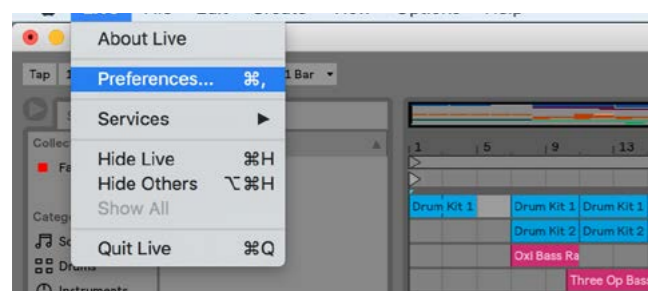 About Live
Tap
1 Bar
Preferences... ⌘,
Services
Hide Live ⌘H
Hide Others ⌥⌘H
Show All
Quit Live ⌘Q
1 5 9 13
Drum Kit 1 Drum Kit 1 Drum Kit 1
Drum Kit 2 Drum Kit 2
Oxl Bass Ra
Three Op Bass